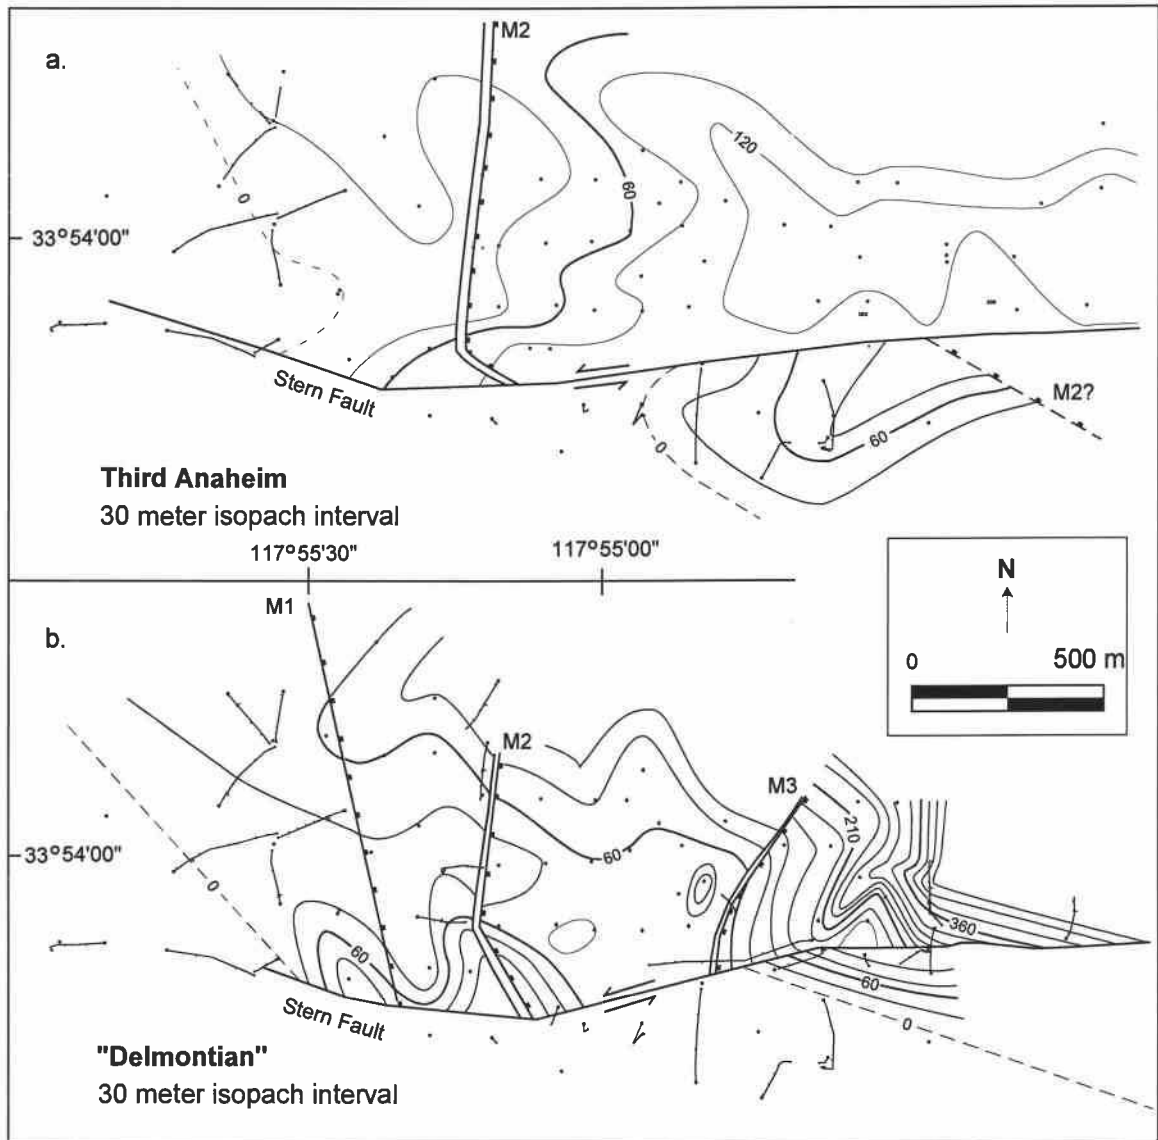 a.
M2
120
60
0
33°54'00"
Stern Fault
M2?
60
0
Third Anaheim
30 meter isopach interval
117°55'30"
117°55'00"
N
0 500 m
b.
M1
M2
M3
210
60
33°54'00"
0
60
360
60
0
Stern Fault
"Delmontian"
30 meter isopach interval